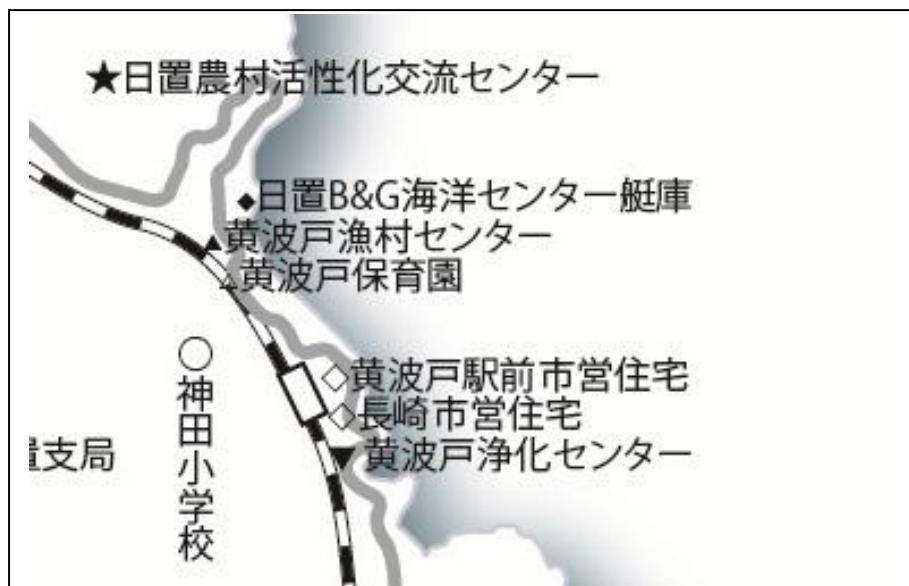 ★日置農村活性化交流センター
◆日置B&G海洋センター艇庫
▲黄波戸漁村センター
△黄波戸保育園
○神田小学校
◇黄波戸駅前市営住宅
◇長崎市営住宅
▼黄波戸浄化センター
支局